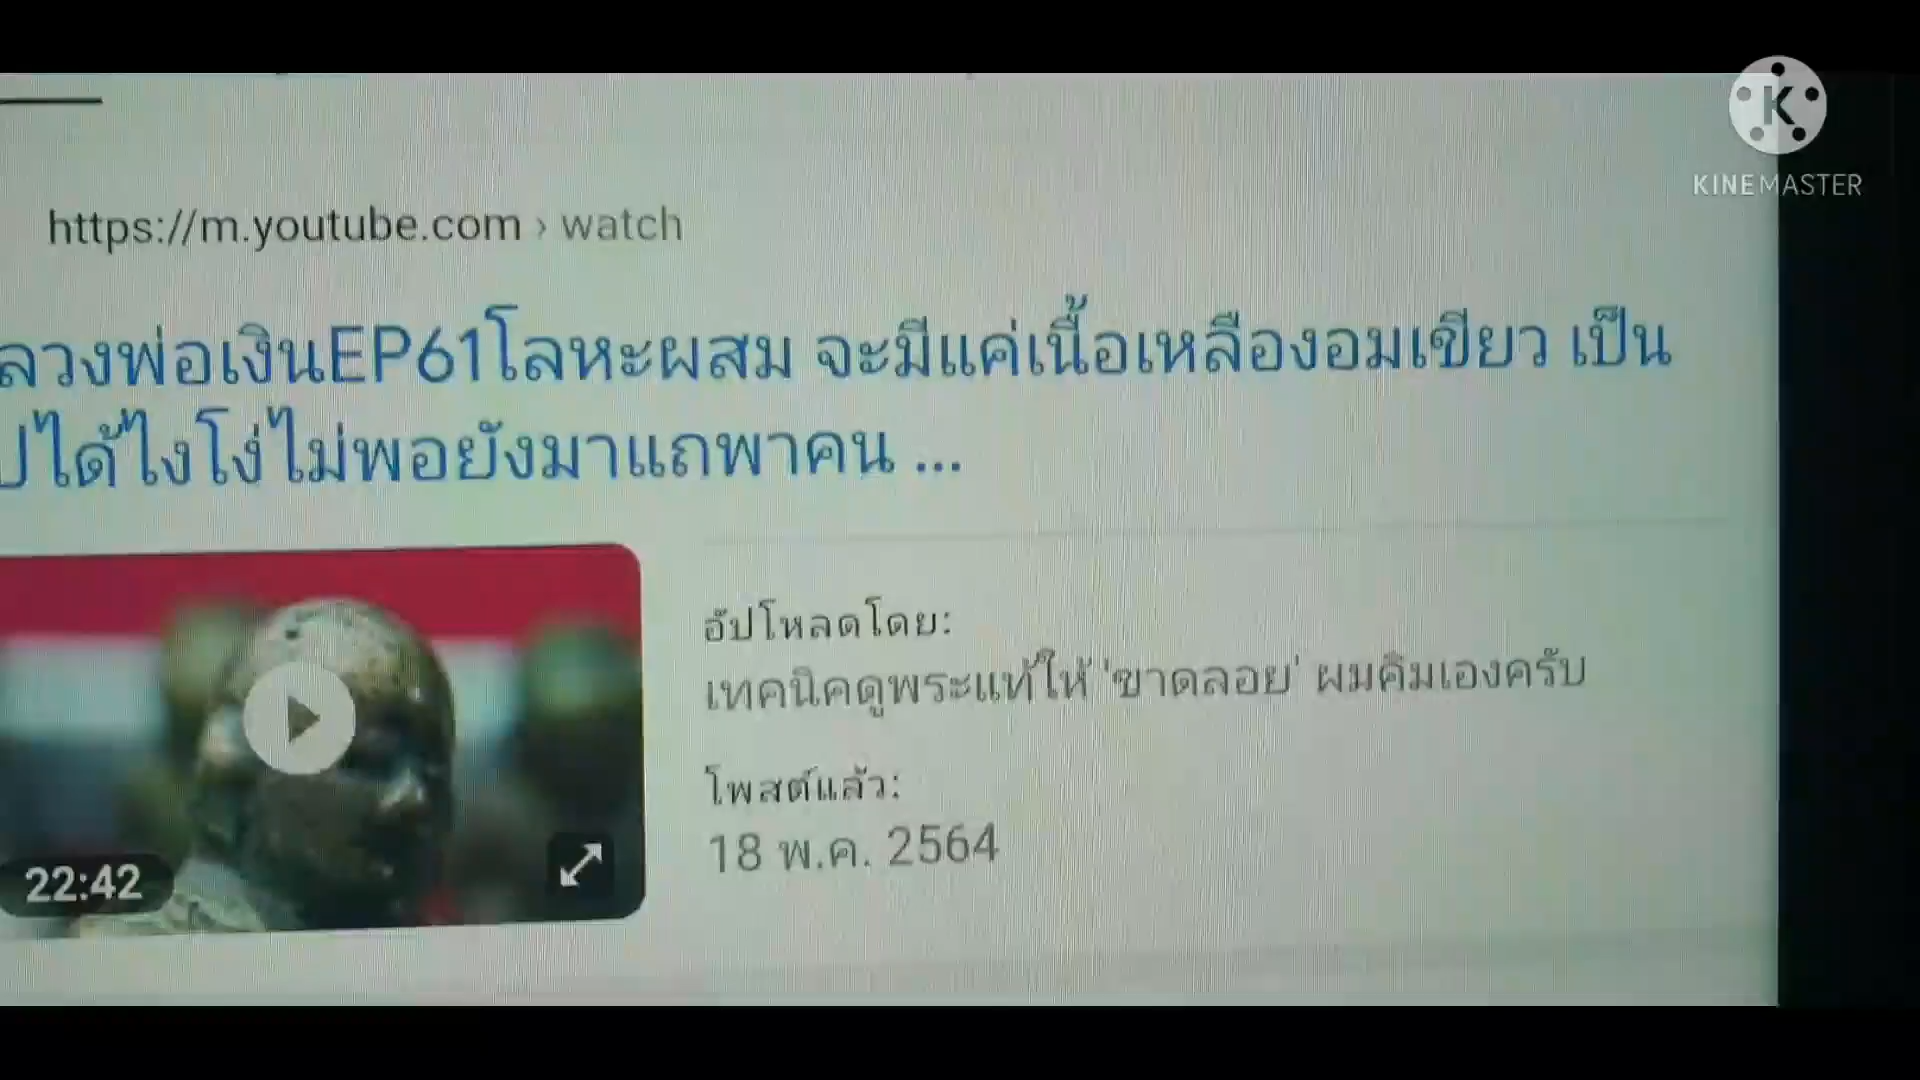 KINEMASTER
https://m.youtube.com › watch
ลวงพ่อเงินEP61โลหะผสม จะมีแค่เนื้อเหลืองอมเขียว เป็น
ปได้ไงโง่ไม่พอยังมาแถพาคน ...
อัปโหลดโดย:
เทคนิคดูพระแท้ให้ 'ขาดลอย' ผมคิมเองครับ
โพสต์แล้ว:
18 พ.ค. 2564
22:42